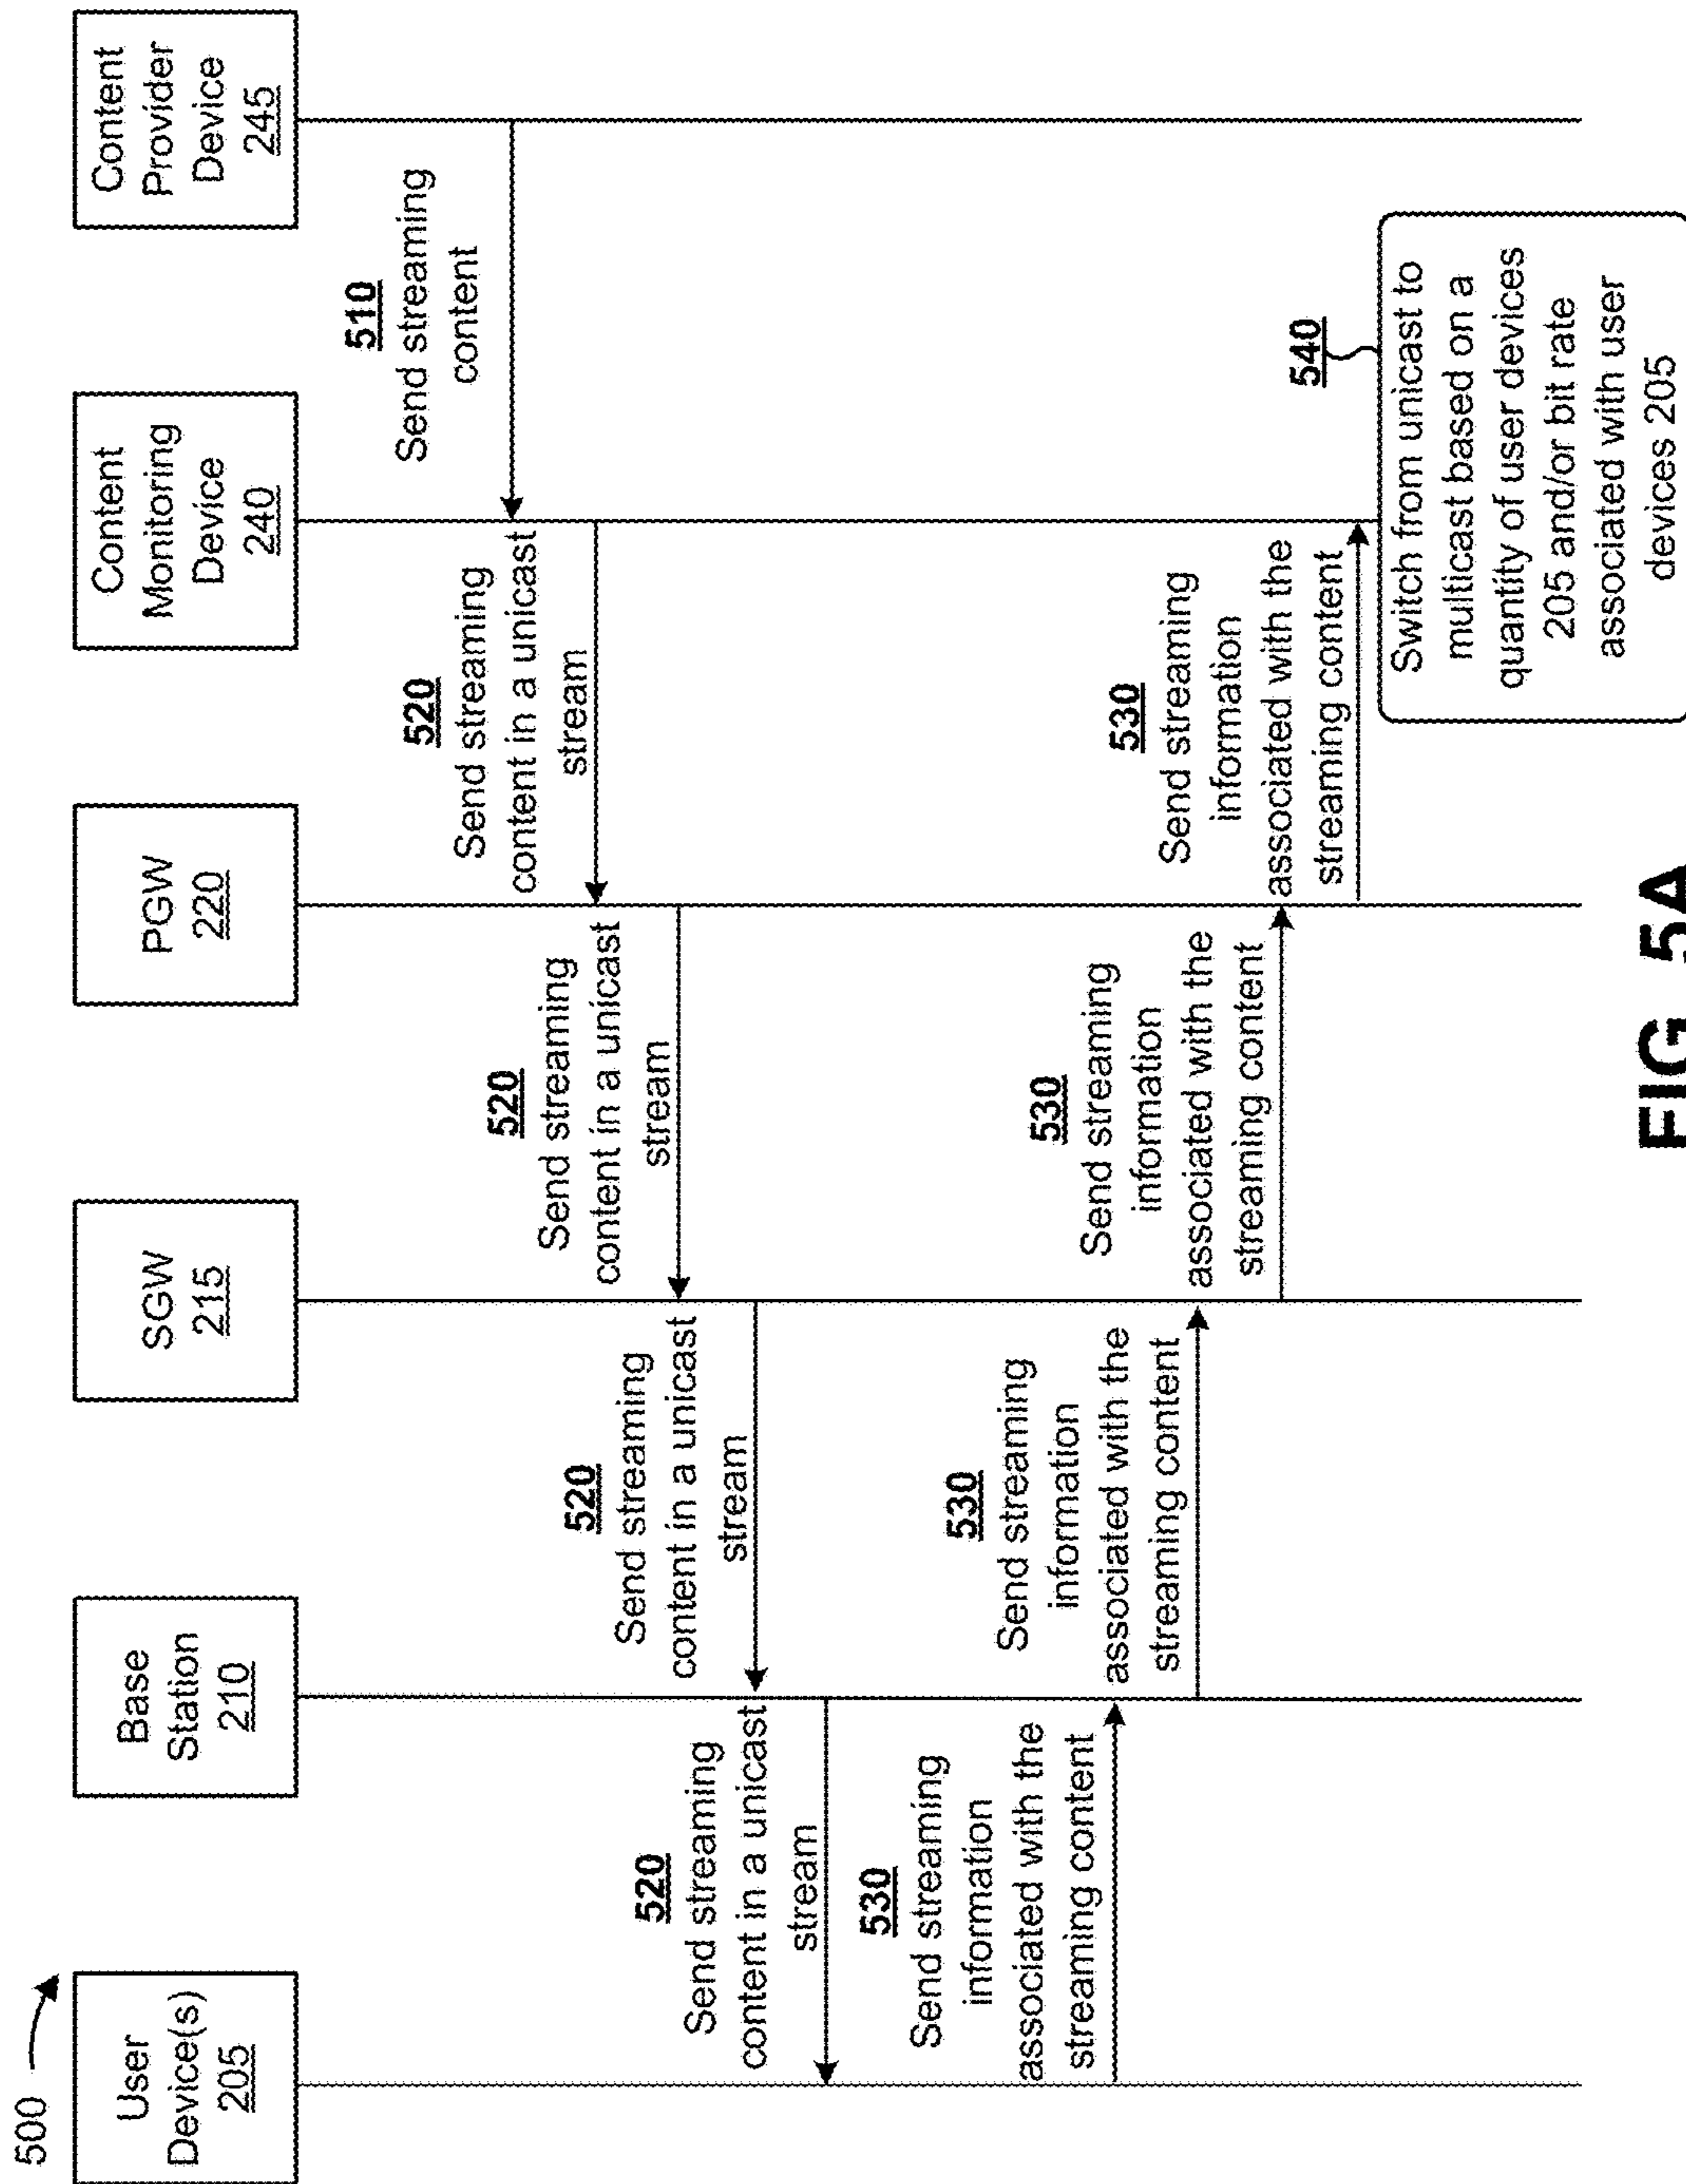 500
User
Device(s)
205
Base
Station
210
SGW
215
PGW
220
Content
Monitoring
Device
240
Content
Provider
Device
245
510
Send streaming
content
520
Send streaming
content in a unicast
stream
520
Send streaming
content in a unicast
stream
520
Send streaming
content in a unicast
stream
520
Send streaming
content in a unicast
stream
530
Send streaming
information
associated with the
streaming content
530
Send streaming
information
associated with the
streaming content
530
Send streaming
information
associated with the
streaming content
530
Send streaming
information
associated with the
streaming content
540
Switch from unicast to
multicast based on a
quantity of user devices
205 and/or bit rate
associated with user
devices 205
FIG. 5A